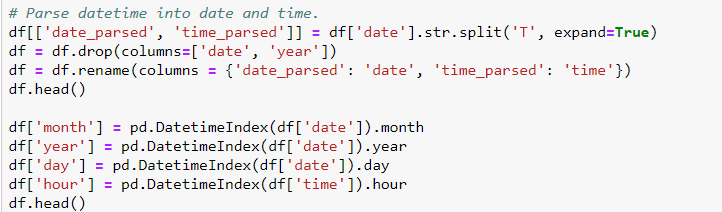 # Parse datetime into date and time.
df[['date_parsed', 'time_parsed']] = df['date'].str.split('T', expand=True)
df = df.drop(columns=['date', 'year'])
df = df.rename(columns = {'date_parsed': 'date', 'time_parsed': 'time'})
df.head()
df['month'] = pd.DatetimeIndex(df['date']).month
df['year'] = pd.DatetimeIndex(df['date']).year
df['day'] = pd.DatetimeIndex(df['date']).day
df['hour'] = pd.DatetimeIndex(df['time']).hour
df.head()